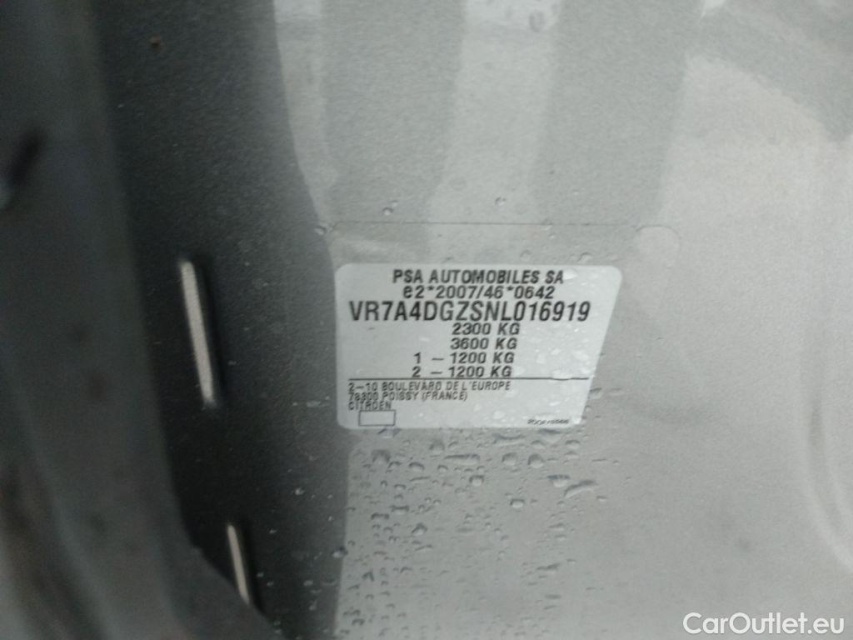 PSA AUTOMOBILES SA
e2*2007/46*0642
VR7A4DGZSNL016919
2300 KG
3600 KG
1 – 1200 KG
2 – 1200 KG
2-10 BOULEVARD DE L'EUROPE
78300 POISSY (FRANCE)
CITROEN
CarOutlet.eu